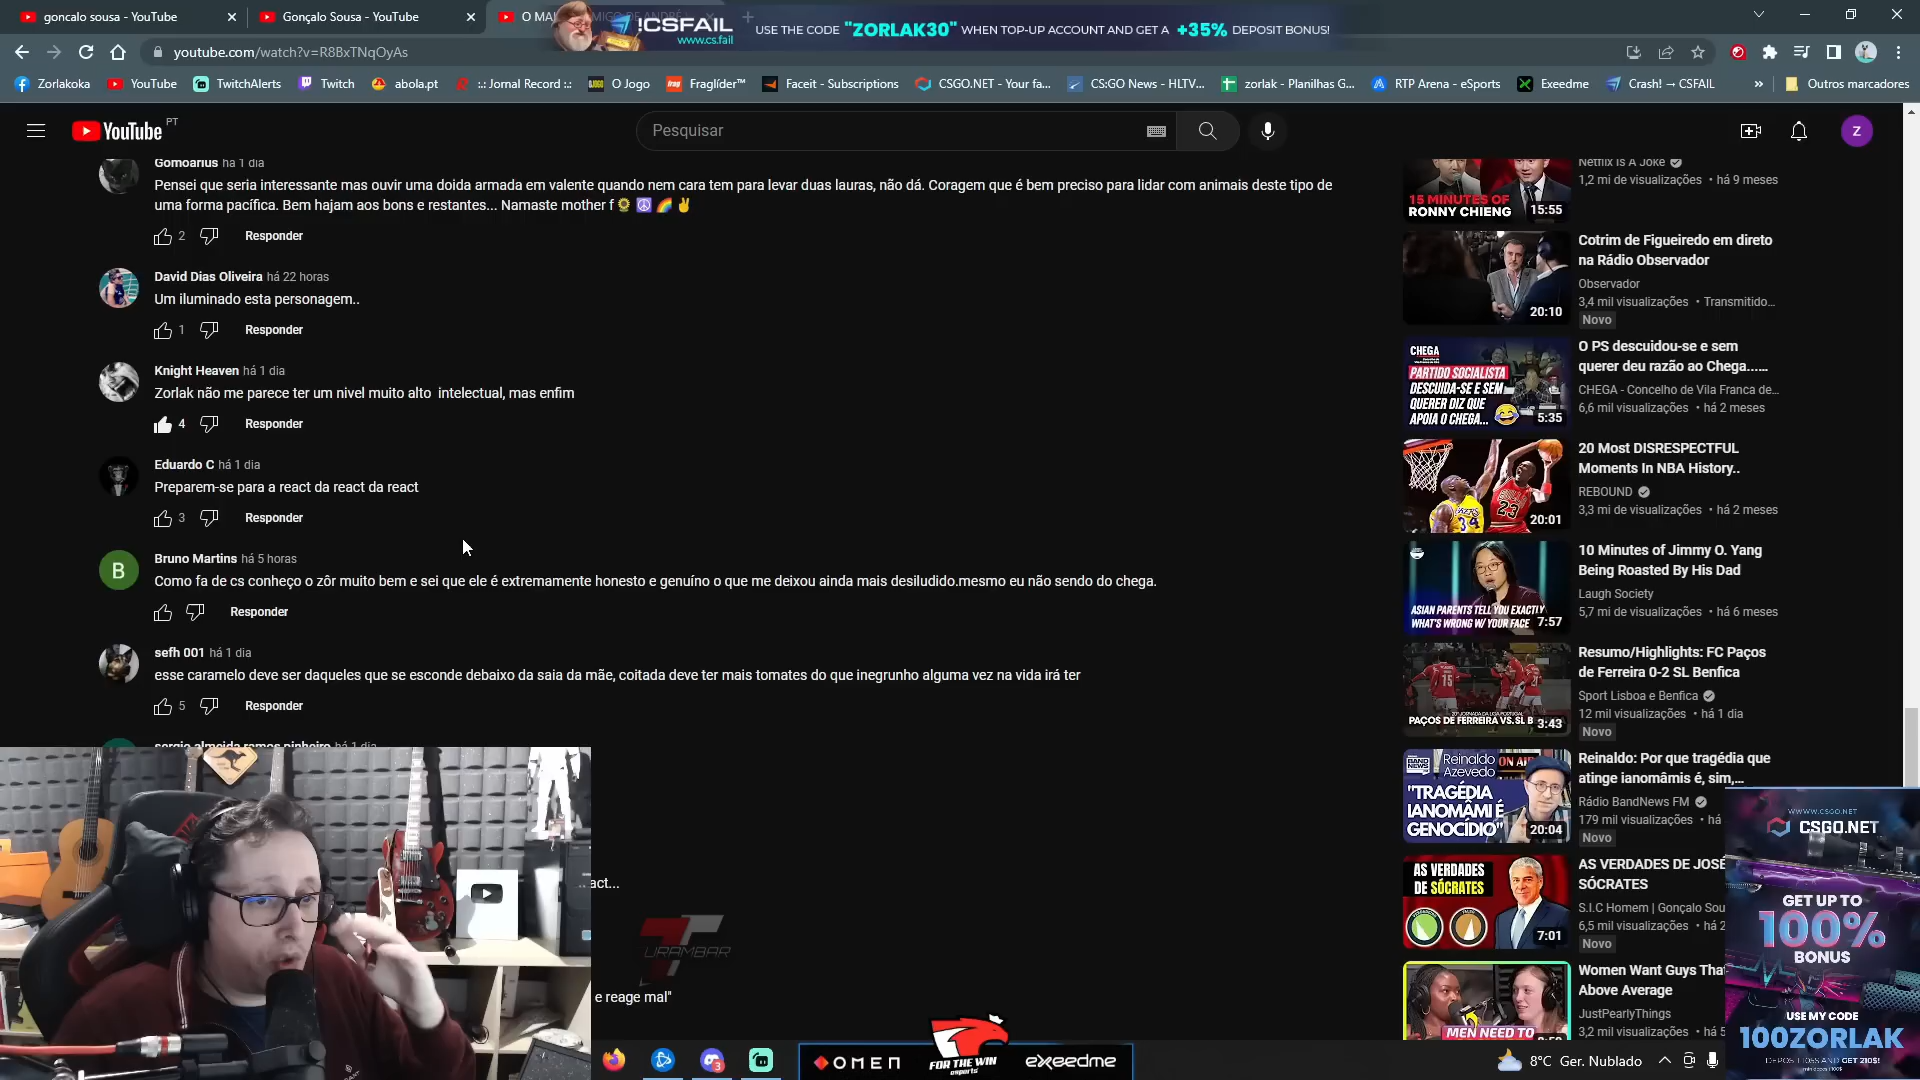 goncalo sousa - YouTube
Gonçalo Sousa - YouTube
!CSFAIL
www.cs.fail
USE THE CODE "ZORLAK30" WHEN TOP-UP ACCOUNT AND GET A +35% DEPOSIT BONUS!
youtube.com/watch?v=R8BxTNqOyAs
Zorlakoka
YouTube
TwitchAlerts
Twitch
abola.pt
:: Jornal Record ::.
O Jogo
Fraglíder™
Faceit - Subscriptions
CSGO.NET - Your fa...
CS:GO News - HLTV...
zorlak - Planilhas G...
RTP Arena - eSports
Exeedme
Crash! → CSFAIL
»
Outros marcadores
YouTube PT
Pesquisar
Z
Gomoarius há 1 dia
Pensei que seria interessante mas ouvir uma doida armada em valente quando nem cara tem para levar duas lauras, não dá. Coragem que é bem preciso para lidar com animais deste tipo de
uma forma pacífica. Bem hajam aos bons e restantes... Namaste mother f🌻☮️🌈✌️
2 Responder
David Dias Oliveira há 22 horas
Um iluminado esta personagem..
1 Responder
Knight Heaven há 1 dia
Zorlak não me parece ter um nivel muito alto  intelectual, mas enfim
4 Responder
Eduardo C há 1 dia
Preparem-se para a react da react da react
3 Responder
B
Bruno Martins há 5 horas
Como fa de cs conheço o zôr muito bem e sei que ele é extremamente honesto e genuíno o que me deixou ainda mais desiludido.mesmo eu não sendo do chega.
Responder
sefh 001 há 1 dia
esse caramelo deve ser daqueles que se esconde debaixo da saia da mãe, coitada deve ter mais tomates do que inegrunho alguma vez na vida irá ter
5 Responder
sergio almeida ramos pinheiro há 1 dia
act...
URAMBAR
e reage mal"
15 MINUTES OF
RONNY CHIENG
15:55
Netflix Is A Joke
1,2 mi de visualizações • há 9 meses
20:10
Cotrim de Figueiredo em direto
na Rádio Observador
Observador
3,4 mil visualizações • Transmitido...
Novo
CHEGA
PARTIDO SOCIALISTA
DESCUIDA-SE E SEM
QUERER DIZ QUE
APOIA O CHEGA...
5:35
O PS descuidou-se e sem
querer deu razão ao Chega......
CHEGA - Concelho de Vila Franca de...
6,6 mil visualizações • há 2 meses
20:01
20 Most DISRESPECTFUL
Moments In NBA History..
REBOUND
3,3 mi de visualizações • há 2 meses
ASIAN PARENTS TELL YOU EXACTLY
WHAT'S WRONG W/ YOUR FACE
7:57
10 Minutes of Jimmy O. Yang
Being Roasted By His Dad
Laugh Society
5,7 mi de visualizações • há 6 meses
PAÇOS DE FERREIRA VS. SL B
3:43
Resumo/Highlights: FC Paços
de Ferreira 0-2 SL Benfica
Sport Lisboa e Benfica
12 mil visualizações • há 1 dia
Novo
BAND NEWS
Reinaldo
Azevedo
ON AIR
"TRAGÉDIA
IANOMÂMI É
GENOCÍDIO"
20:04
Reinaldo: Por que tragédia que
atinge ianomâmis é, sim,...
Rádio BandNews FM
179 mil visualizações • há
Novo
AS VERDADES
DE SÓCRATES
7:01
AS VERDADES DE JOSÉ
SÓCRATES
S.I.C Homem | Gonçalo Sou
6,5 mil visualizações • há 2
Novo
MEN NEED TO
Women Want Guys Tha
Above Average
JustPearlyThings
3,2 mil visualizações • há 5
WWW.CSGO.NET
CSGO.NET
GET UP TO
100%
BONUS
USE MY CODE
100ZORLAK
3
OMEN
FOR THE WIN
esports
exeedme
8°C Ger. Nublado